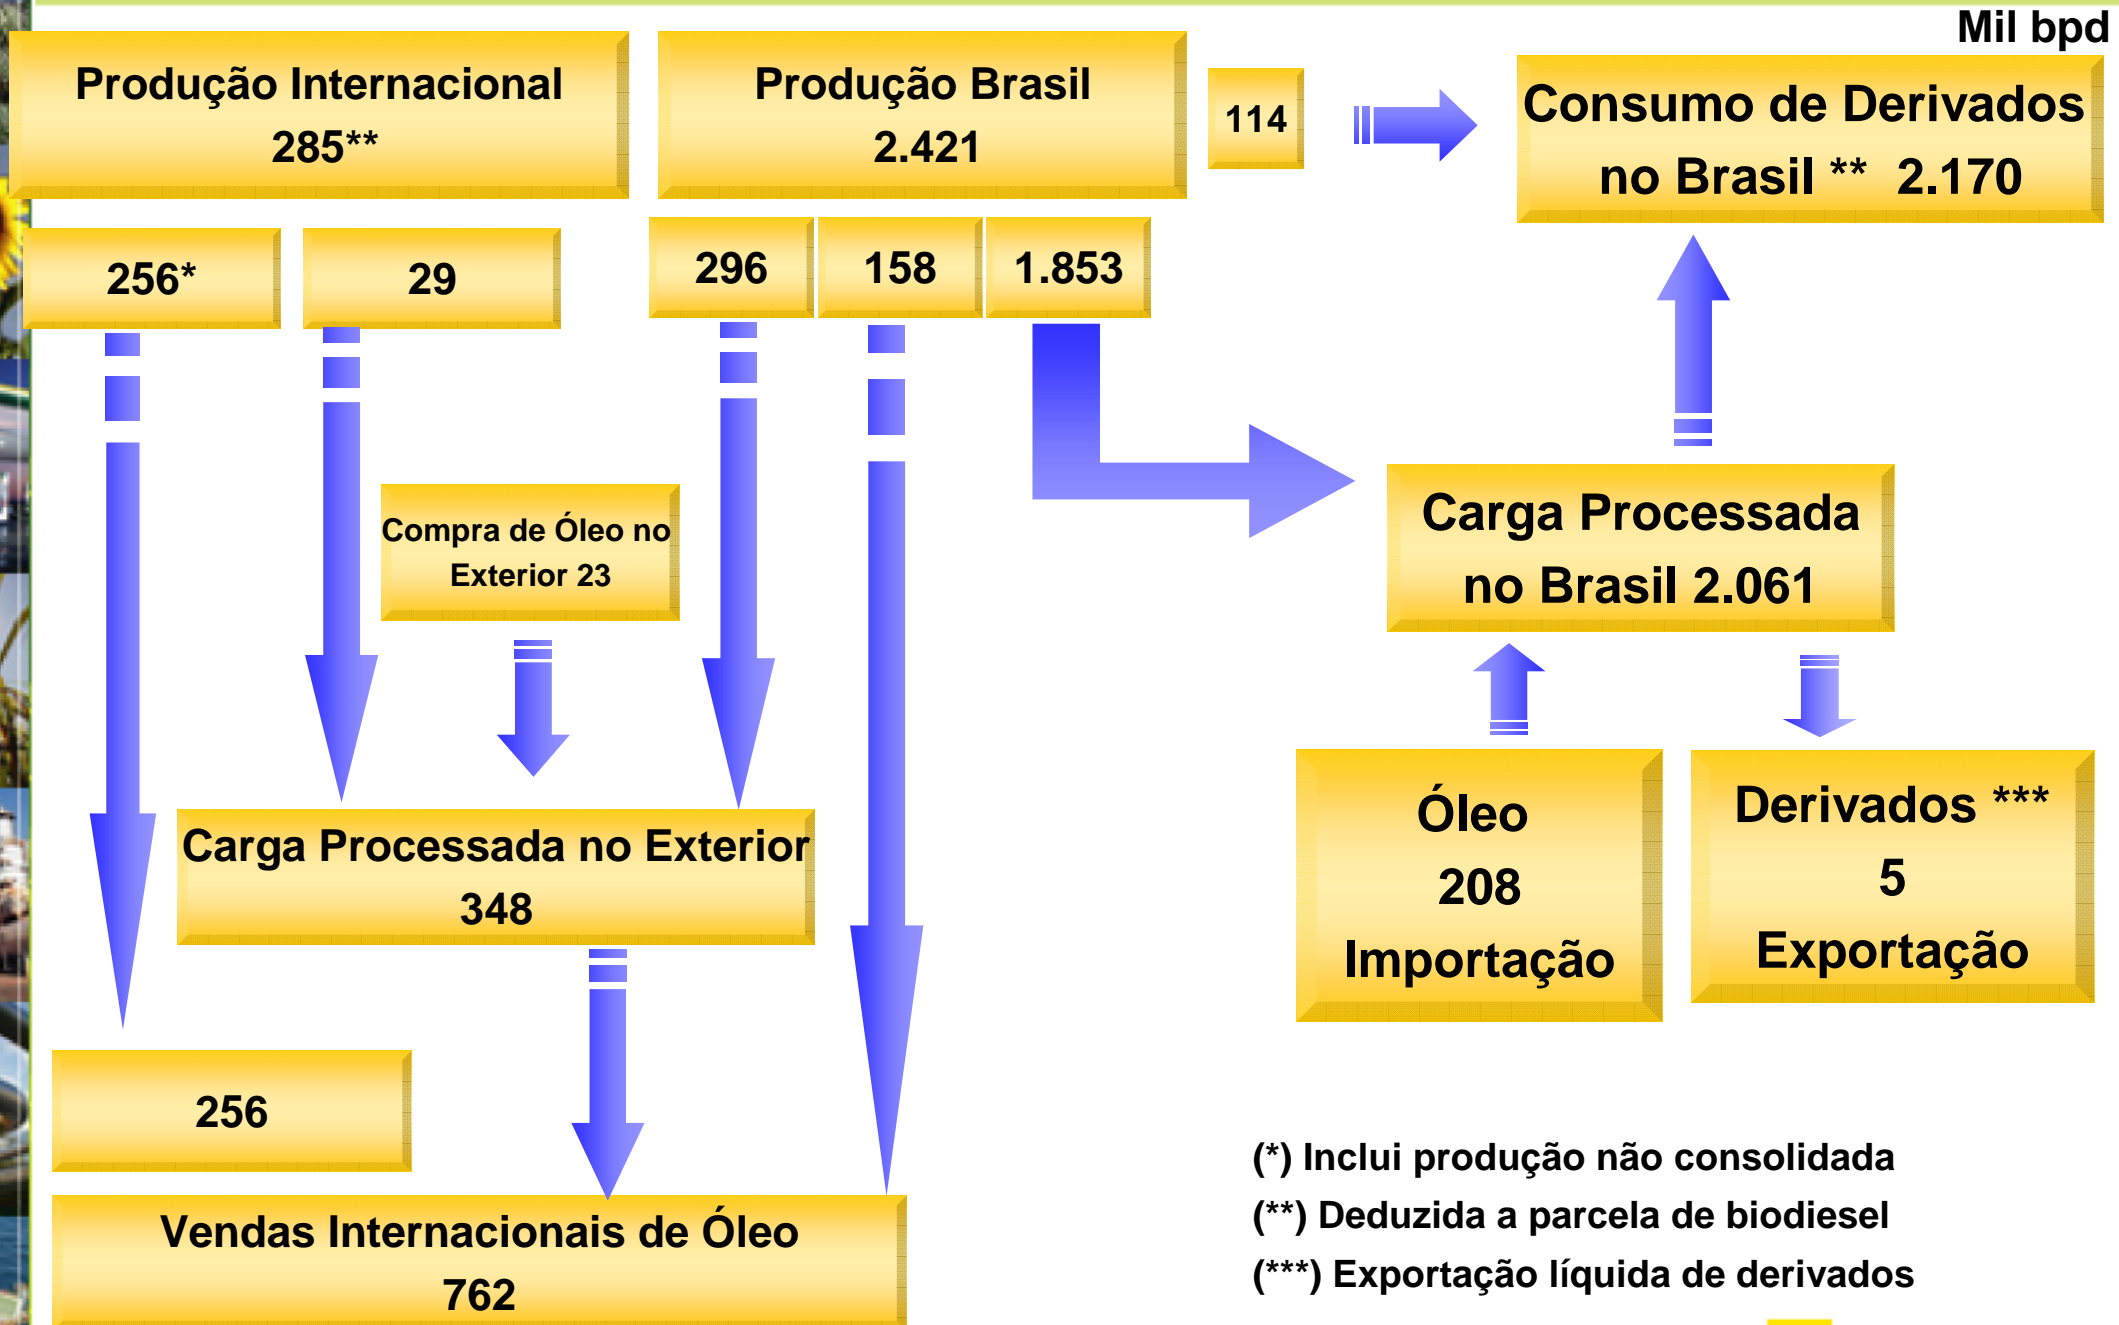 Mil bpd
Produção Internacional
285**
Produção Brasil
2.421
114
Consumo de Derivados
no Brasil ** 2.170
256*
29
296
158
1.853
Compra de Óleo no
Exterior 23
Carga Processada
no Brasil 2.061
Carga Processada no Exterior
348
Óleo
208
Importação
Derivados ***
5
Exportação
256
Vendas Internacionais de Óleo
762
(*) Inclui produção não consolidada
(**) Deduzida a parcela de biodiesel
(***) Exportação líquida de derivados